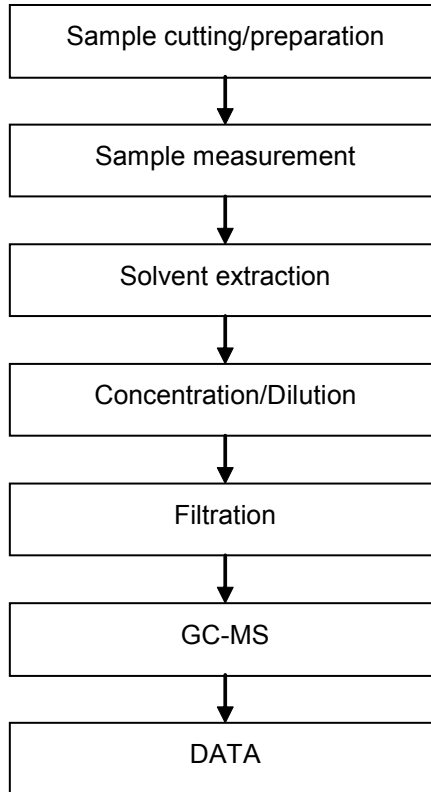 Sample cutting/preparation
Sample measurement
Solvent extraction
Concentration/Dilution
Filtration
GC-MS
DATA